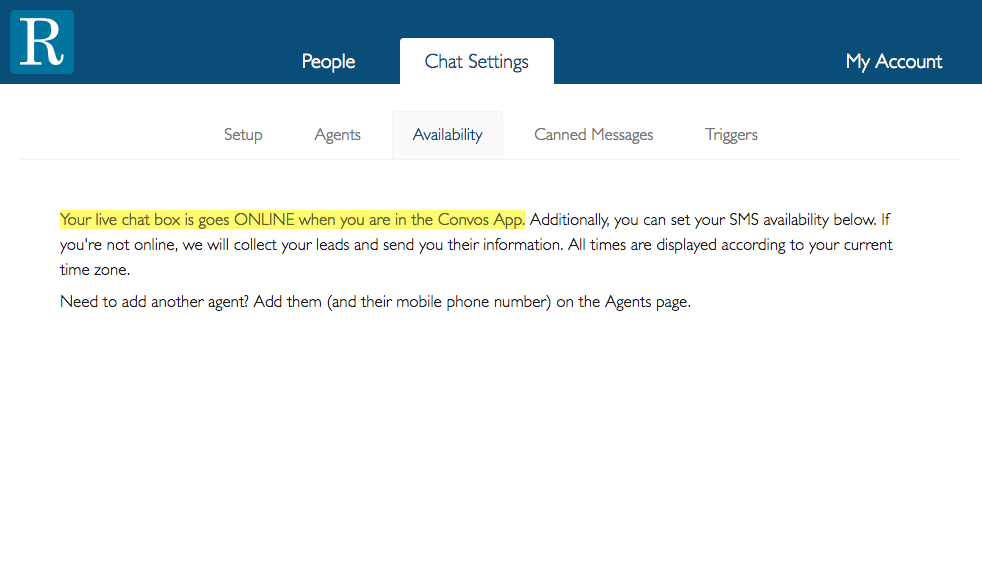 R
People Chat Settings My Account
Setup Agents Availability Canned Messages Triggers
Your live chat box is goes ONLINE when you are in the Convos App. Additionally, you can set your SMS availability below. If
you're not online, we will collect your leads and send you their information. All times are displayed according to your current
time zone.
Need to add another agent? Add them (and their mobile phone number) on the Agents page.